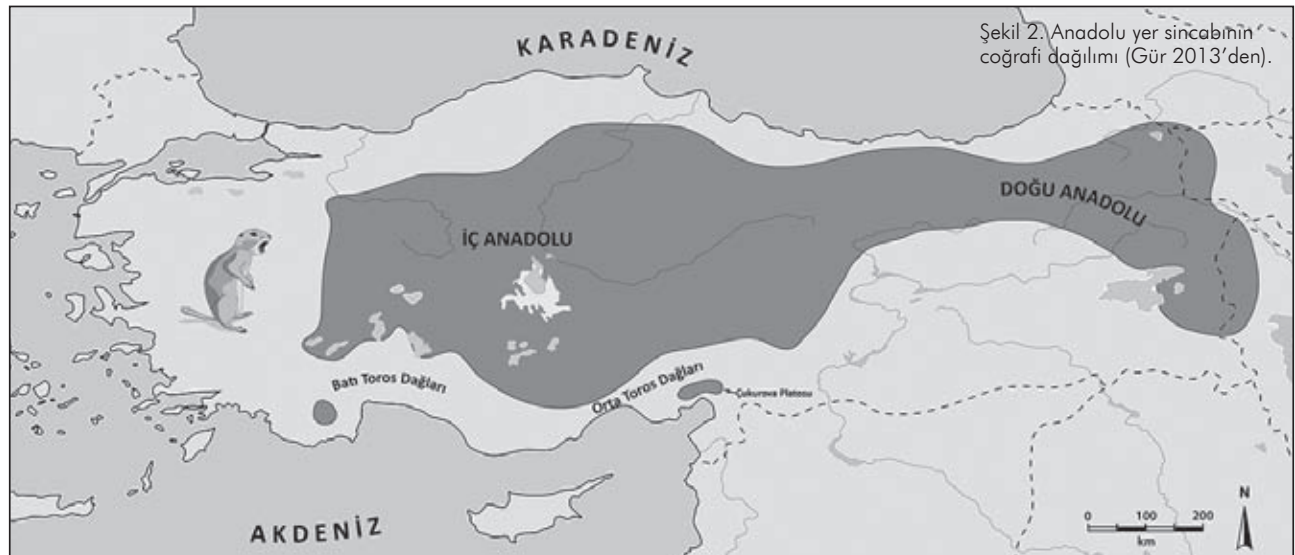 Şekil 2. Anadolu yer sincabının
coğrafi dağılımı (Gür 2013'den).
KARADENİZ
DOĞU ANADOLU
İÇ ANADOLU
Batı Toros Dağları
Orta Toros Dağları
Çukurova Platosu
AKDENİZ
N
0 100 200
km